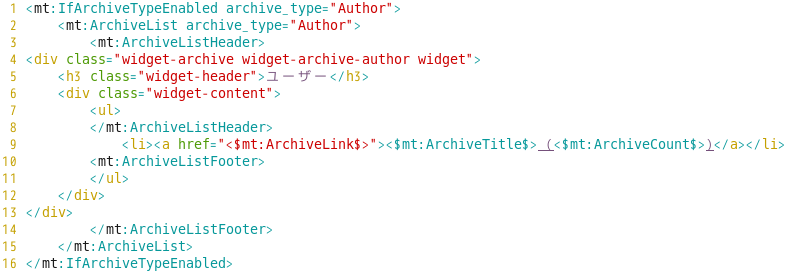 1 <mt:IfArchiveTypeEnabled archive_type="Author">
2     <mt:ArchiveList archive_type="Author">
3         <mt:ArchiveListHeader>
4 <div class="widget-archive widget-archive-author widget">
5     <h3 class="widget-header">ユーザー</h3>
6     <div class="widget-content">
7         <ul>
8         </mt:ArchiveListHeader>
9             <li><a href="<$mt:ArchiveLink$>"><$mt:ArchiveTitle$> (<$mt:ArchiveCount$>)</a></li>
10         <mt:ArchiveListFooter>
11         </ul>
12     </div>
13 </div>
14         </mt:ArchiveListFooter>
15     </mt:ArchiveList>
16 </mt:IfArchiveTypeEnabled>